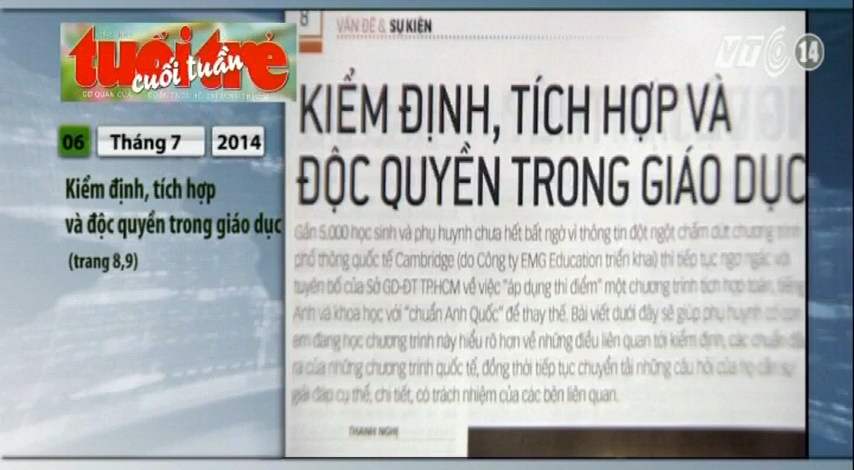 tuổi trẻ
cuối tuần
06
Tháng 7
2014
Kiểm định, tích hợp
và độc quyền trong giáo dục
(trang 8,9)
8
VẤN ĐỀ & SỰ KIỆN
VTC 14
KIỂM ĐỊNH, TÍCH HỢP VÀ
ĐỘC QUYỀN TRONG GIÁO DỤC
Gần 5.000 học sinh và phụ huynh chưa hết bất ngờ vì thông tin đột ngột chấm dứt chương trình
phổ thông quốc tế Cambridge (do Công ty EMG Education triển khai) thì tiếp tục ngơ ngác với
tuyên bố của Sở GD-ĐT TP.HCM về việc "áp dụng thí điểm" một chương trình tích hợp toán, tiếng
Anh và khoa học với "chuẩn Anh Quốc" để thay thế. Bài viết dưới đây sẽ giúp phụ huynh có con
em đang học chương trình này hiểu rõ hơn về những điều liên quan tới kiểm định, các chuẩn đầu
ra của những chương trình quốc tế, đồng thời tiếp tục chuyển tải những câu hỏi của họ cần sự
giải đáp cụ thể, chi tiết, có trách nhiệm của các bên liên quan.
THANH NGHỊ